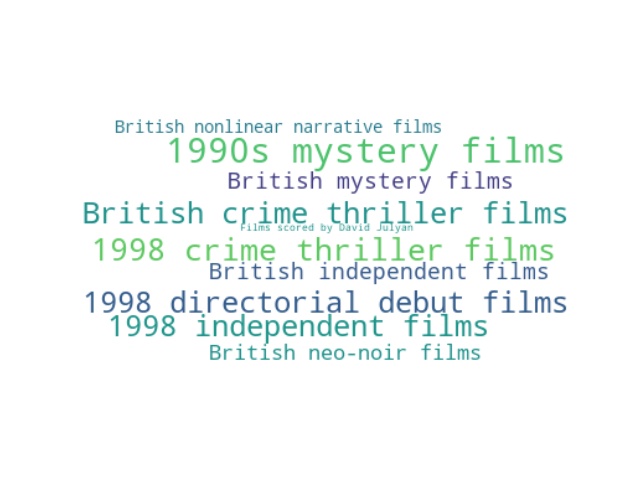 British nonlinear narrative films
1990s mystery films
British mystery films
British crime thriller films
Films scored by David Julyan
1998 crime thriller films
British independent films
1998 directorial debut films
1998 independent films
British neo-noir films